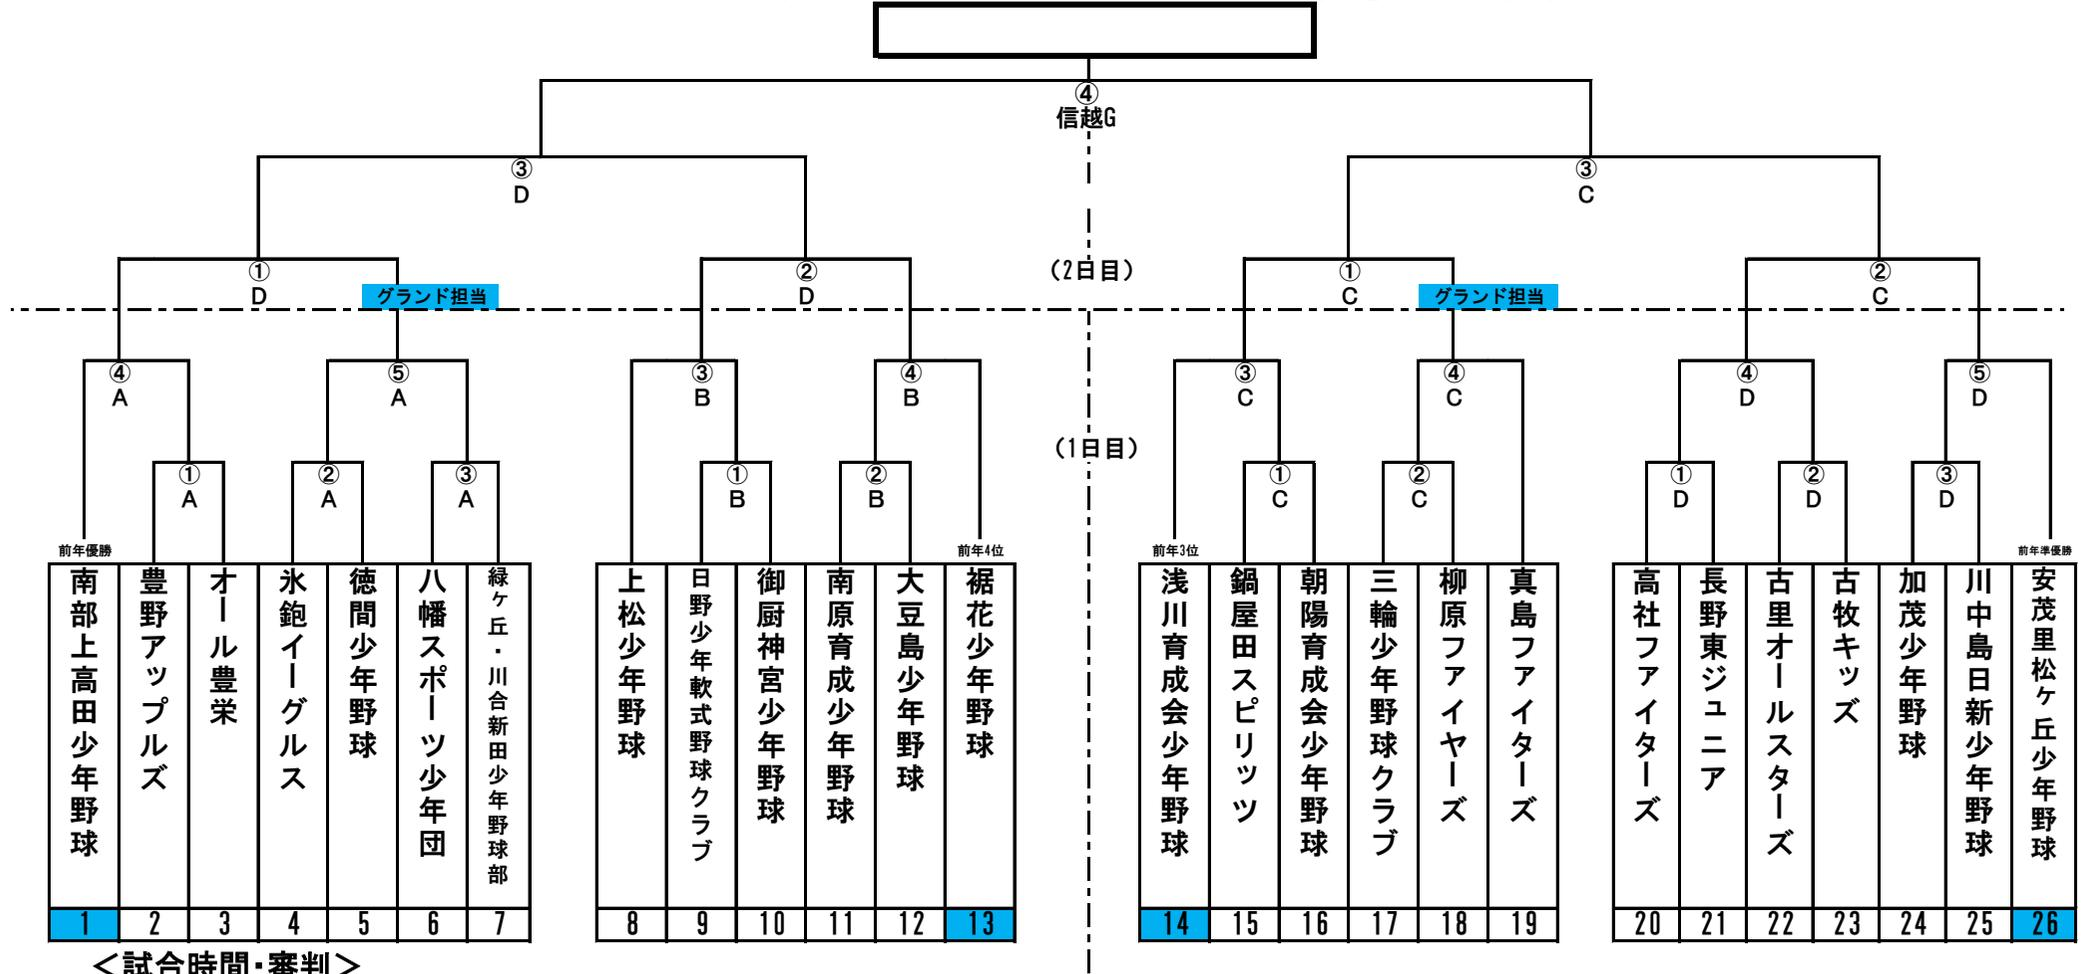 ④
信越G
③
D
③
C
①
D
②
D
(2日目)
①
C
②
C
グランド担当
グランド担当
④
A
⑤
A
③
B
④
B
③
C
④
C
④
D
⑤
D
(1日目)
①
A
②
A
③
A
①
B
②
B
①
C
②
C
①
D
②
D
③
D
前年優勝
前年4位
前年3位
前年準優勝
南部上高田少年野球
豊野アップルズ
オール豊栄
氷鉋イーグルス
徳間少年野球
八幡スポーツ少年団
緑ヶ丘・川合新田少年野球部
上松少年野球
日野少年軟式野球クラブ
御厨神宮少年野球
南原育成少年野球
大豆島少年野球
裾花少年野球
浅川育成会少年野球
鍋屋田スピリッツ
朝陽育成会少年野球
三輪少年野球クラブ
柳原ファイヤーズ
真島ファイターズ
高社ファイターズ
長野東ジュニア
古里オールスターズ
古牧キッズ
加茂少年野球
川中島日新少年野球
安茂里松ヶ丘少年野球
1 2 3 4 5 6 7 8 9 10 11 12 13 14 15 16 17 18 19 20 21 22 23 24 25 26
＜試合時間・審判＞